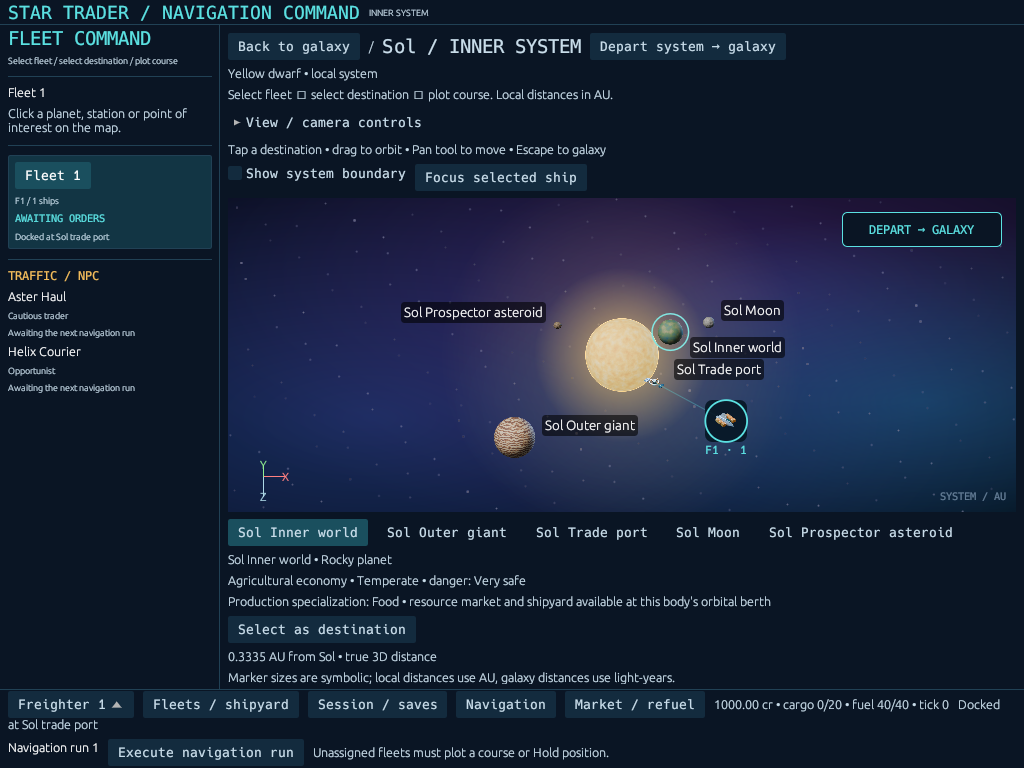 STAR TRADER / NAVIGATION COMMAND INNER SYSTEM
FLEET COMMAND
Select fleet / select destination / plot course
Fleet 1
Click a planet, station or point of
interest on the map.
Fleet 1
F1 / 1 ships
AWAITING ORDERS
Docked at Sol trade port
TRAFFIC / NPC
Aster Haul
Cautious trader
Awaiting the next navigation run
Helix Courier
Opportunist
Awaiting the next navigation run
Back to galaxy / Sol / INNER SYSTEM Depart system → galaxy
Yellow dwarf • local system
Select fleet □ select destination □ plot course. Local distances in AU.
▸ View / camera controls
Tap a destination • drag to orbit • Pan tool to move • Escape to galaxy
Show system boundary Focus selected ship
DEPART → GALAXY
Sol Prospector asteroid
Sol Moon
Sol Inner world
Sol Trade port
Sol Outer giant
F1 · 1
Y
X
Z
SYSTEM / AU
Sol Inner world Sol Outer giant Sol Trade port Sol Moon Sol Prospector asteroid
Sol Inner world • Rocky planet
Agricultural economy • Temperate • danger: Very safe
Production specialization: Food • resource market and shipyard available at this body's orbital berth
Select as destination
0.3335 AU from Sol • true 3D distance
Marker sizes are symbolic; local distances use AU, galaxy distances use light-years.
Freighter 1 Fleets / shipyard Session / saves Navigation Market / refuel 1000.00 cr • cargo 0/20 • fuel 40/40 • tick 0 Docked
at Sol trade port
Navigation run 1 Execute navigation run Unassigned fleets must plot a course or Hold position.